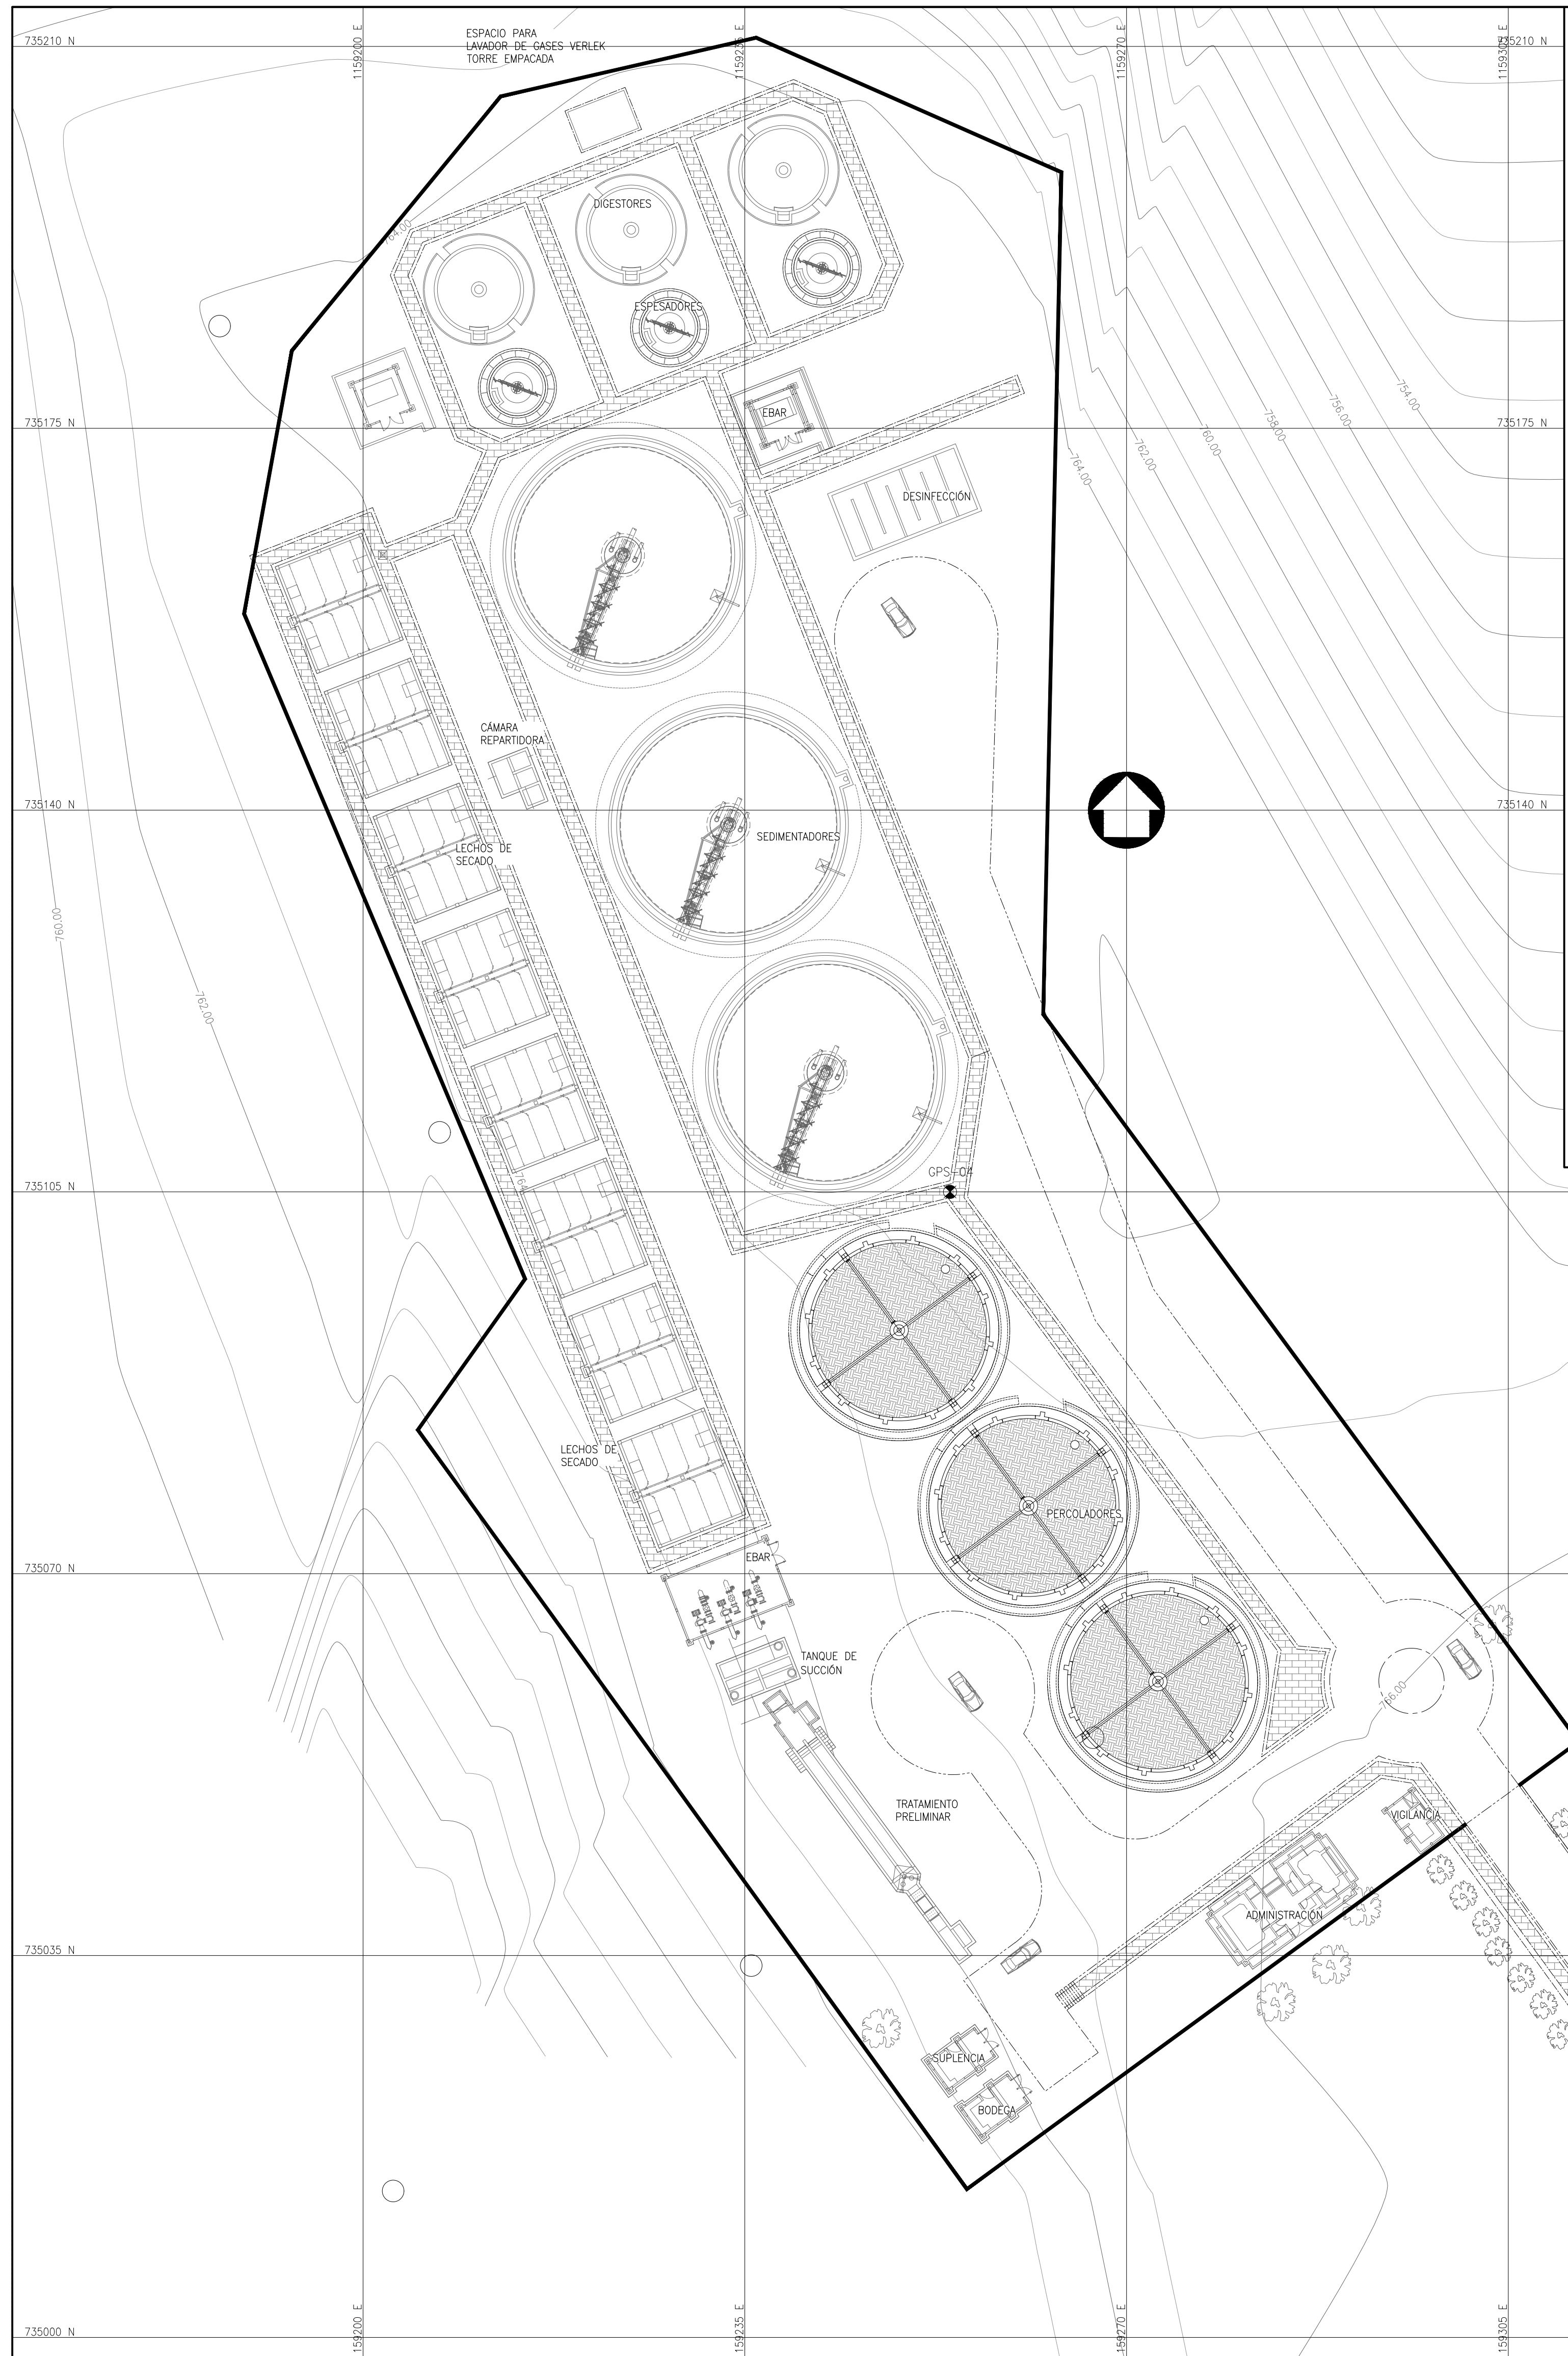 ESPACIO PARA
LAVADOR DE GASES VERLEK
TORRE EMPACADA
735210 N
1159200 E
1159235 E
1159270 E
735210 N
DIGESTORES
764.00
ESPESADORES
EBAR
735175 N
735175 N
754.00
756.00
758.00
760.00
762.00
764.00
DESINFECCIÓN
CÁMARA
REPARTIDORA
735140 N
735140 N
SEDIMENTADORES
LECHOS DE
SECADO
760.00
762.00
GPS-04
735105 N
LECHOS DE
SECADO
PERCOLADORES
EBAR
735070 N
TANQUE DE
SUCCIÓN
766.00
TRATAMIENTO
PRELIMINAR
VIGILANCIA
ADMINISTRACIÓN
735035 N
SUPLENCIA
BODEGA
159200 E
159235 E
159270 E
159305 E
735000 N